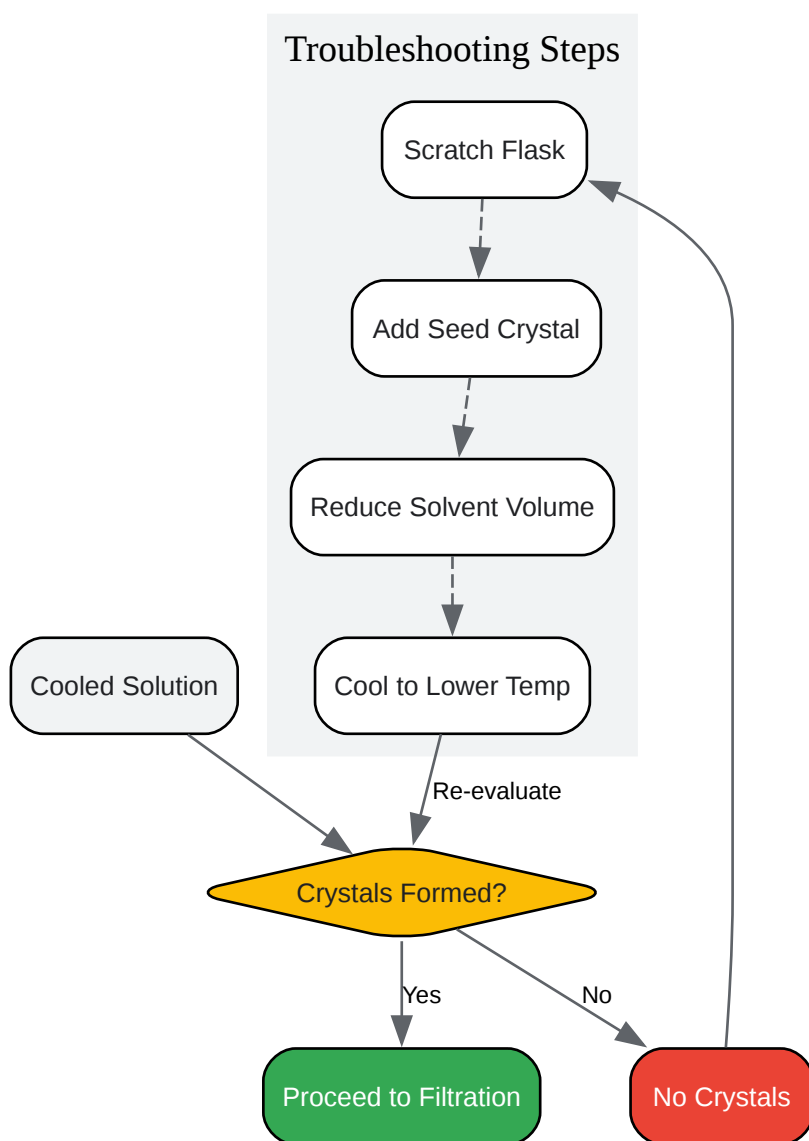 Troubleshooting Steps
Scratch Flask
Add Seed Crystal
Reduce Solvent Volume
Cooled Solution
Cool to Lower Temp
Re-evaluate
Crystals Formed?
Yes
No
Proceed to Filtration
No Crystals